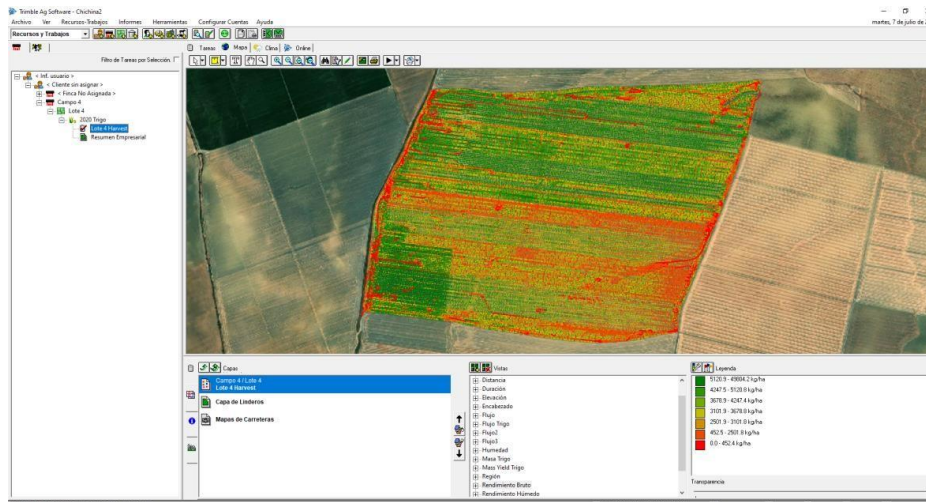 Trimble Ag Software - Chichina2
Archivo Ver Recursos-Trabajos Informes Herramientas Configurar Cuentas Ayuda
martes, 7 de julio de
Recursos y Trabajos
Tareas Mapa Clima Online
Filtro de Tareas por Selección
< Inf. usuario >
< Cliente sin asignar >
< Finca No Asignada >
Campo 4
Lote 4
2020 Trigo
Lote 4 Harvest
Resumen Empresarial
Capas
Campo 4 / Lote 4
Lote 4 Harvest
Capa de Linderos
Mapas de Carreteras
Vistas
Distancia
Duración
Elevación
Encabezado
Flujo
Flujo Trigo
Flujo2
Flujo3
Humedad
Masa Trigo
Mass Yield Trigo
Región
Rendimiento Bruto
Rendimiento Húmedo
Leyenda
5120.9 - 49804.2 kg/ha
4247.5 - 5120.8 kg/ha
3678.9 - 4247.4 kg/ha
3101.9 - 3678.8 kg/ha
2501.9 - 3101.8 kg/ha
452.5 - 2501.8 kg/ha
0.0 - 452.4 kg/ha
Transparencia